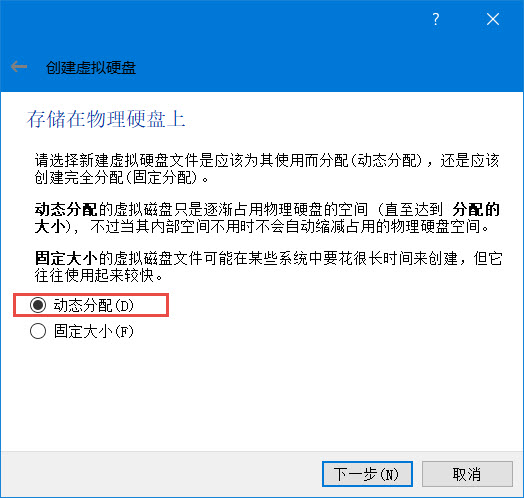 ?
创建虚拟硬盘
存储在物理硬盘上
请选择新建虚拟硬盘文件是应该为其使用而分配(动态分配)，还是应该
创建完全分配(固定分配)。
动态分配的虚拟磁盘只是逐渐占用物理硬盘的空间 (直至达到 分配的
大小)，不过当其内部空间不用时不会自动缩减占用的物理硬盘空间。
固定大小的虚拟磁盘文件可能在某些系统中要花很长时间来创建，但它
往往使用起来较快。
动态分配(D)
固定大小(F)
下一步(N) 取消